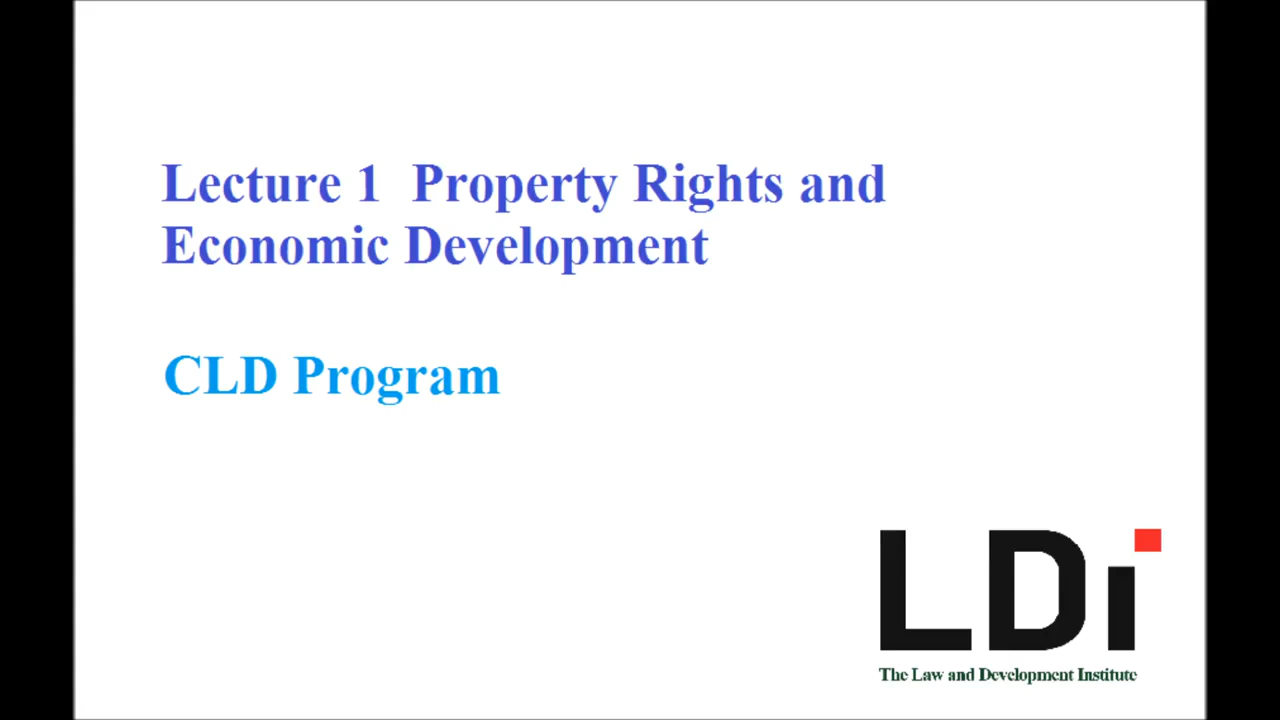 Lecture 1 Property Rights and
Economic Development
CLD Program
LDi
The Law and Development Institute